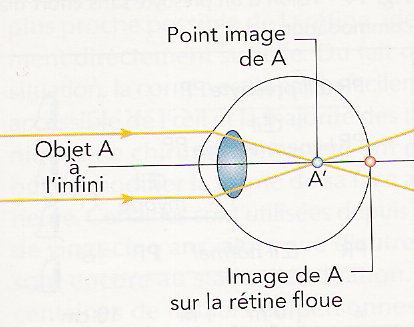 Point image
de A
Objet A
à
l'infini
A'
Image de A
sur la rétine floue